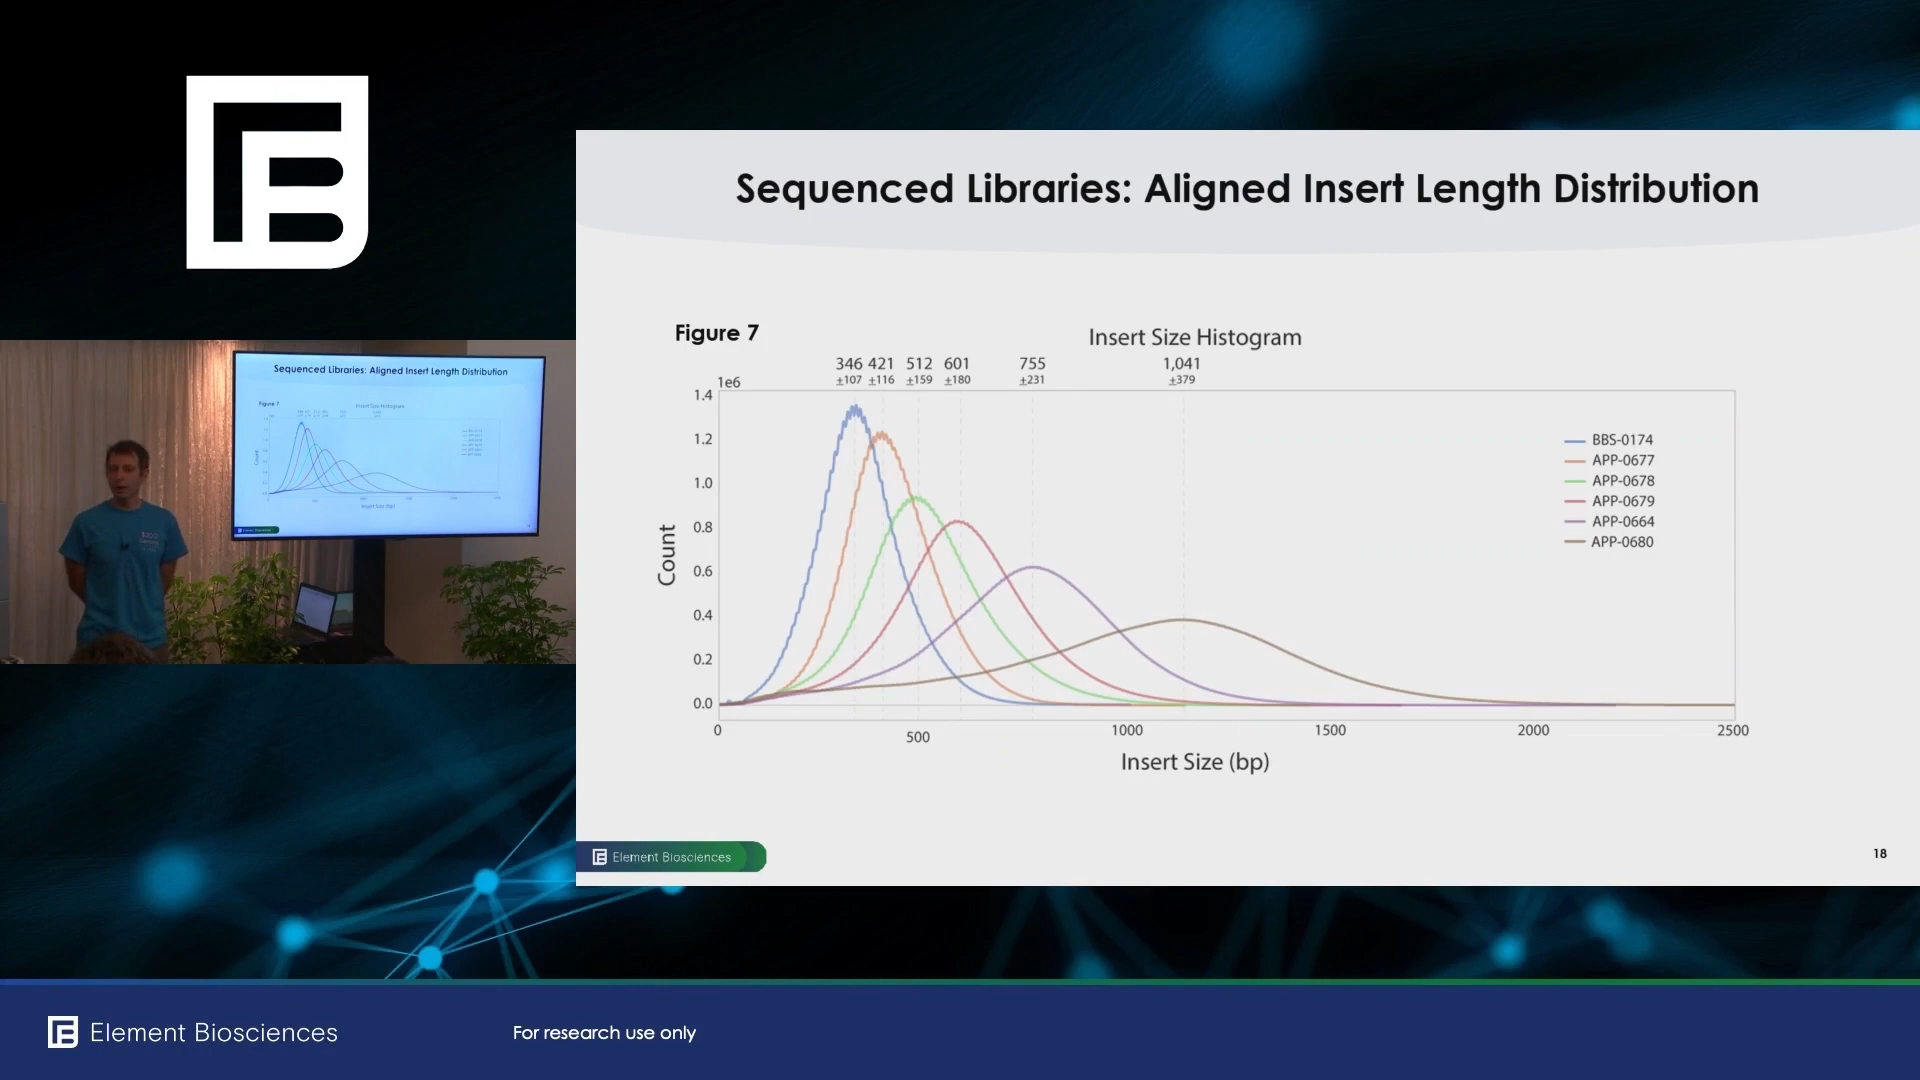 Sequenced Libraries: Aligned Insert Length Distribution
Figure 7
Insert Size Histogram
346 421 512 601 755 1,041
±107 ±116 ±159 ±180 ±231 ±379
1e6
1.4
1.2
1.0
0.8
0.6
0.4
0.2
0.0
Count
0 500 1000 1500 2000 2500
Insert Size (bp)
BBS-0174
APP-0677
APP-0678
APP-0679
APP-0664
APP-0680
Element Biosciences
18
Sequenced Libraries: Aligned Insert Length Distribution
Figure 7
Insert Size Histogram
Count
Insert Size (bp)
Element Biosciences
For research use only